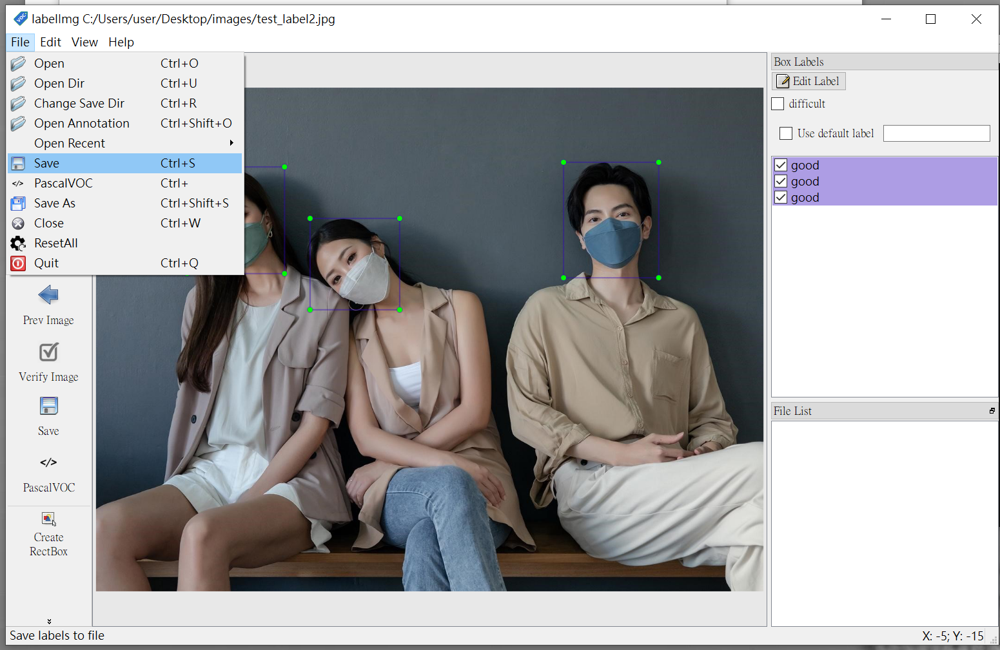 VOC labelImg C:/Users/user/Desktop/images/test_label2.jpg
File Edit View Help
Open Ctrl+O
Open Dir Ctrl+U
Change Save Dir Ctrl+R
Open Annotation Ctrl+Shift+O
Open Recent
Save Ctrl+S
</> PascalVOC Ctrl+
Save As Ctrl+Shift+S
Close Ctrl+W
ResetAll
Quit Ctrl+Q
Prev Image
Verify Image
Save
</>
PascalVOC
Create
RectBox
Box Labels
Edit Label
difficult
Use default label
good
good
good
File List
Save labels to file
X: -5; Y: -15